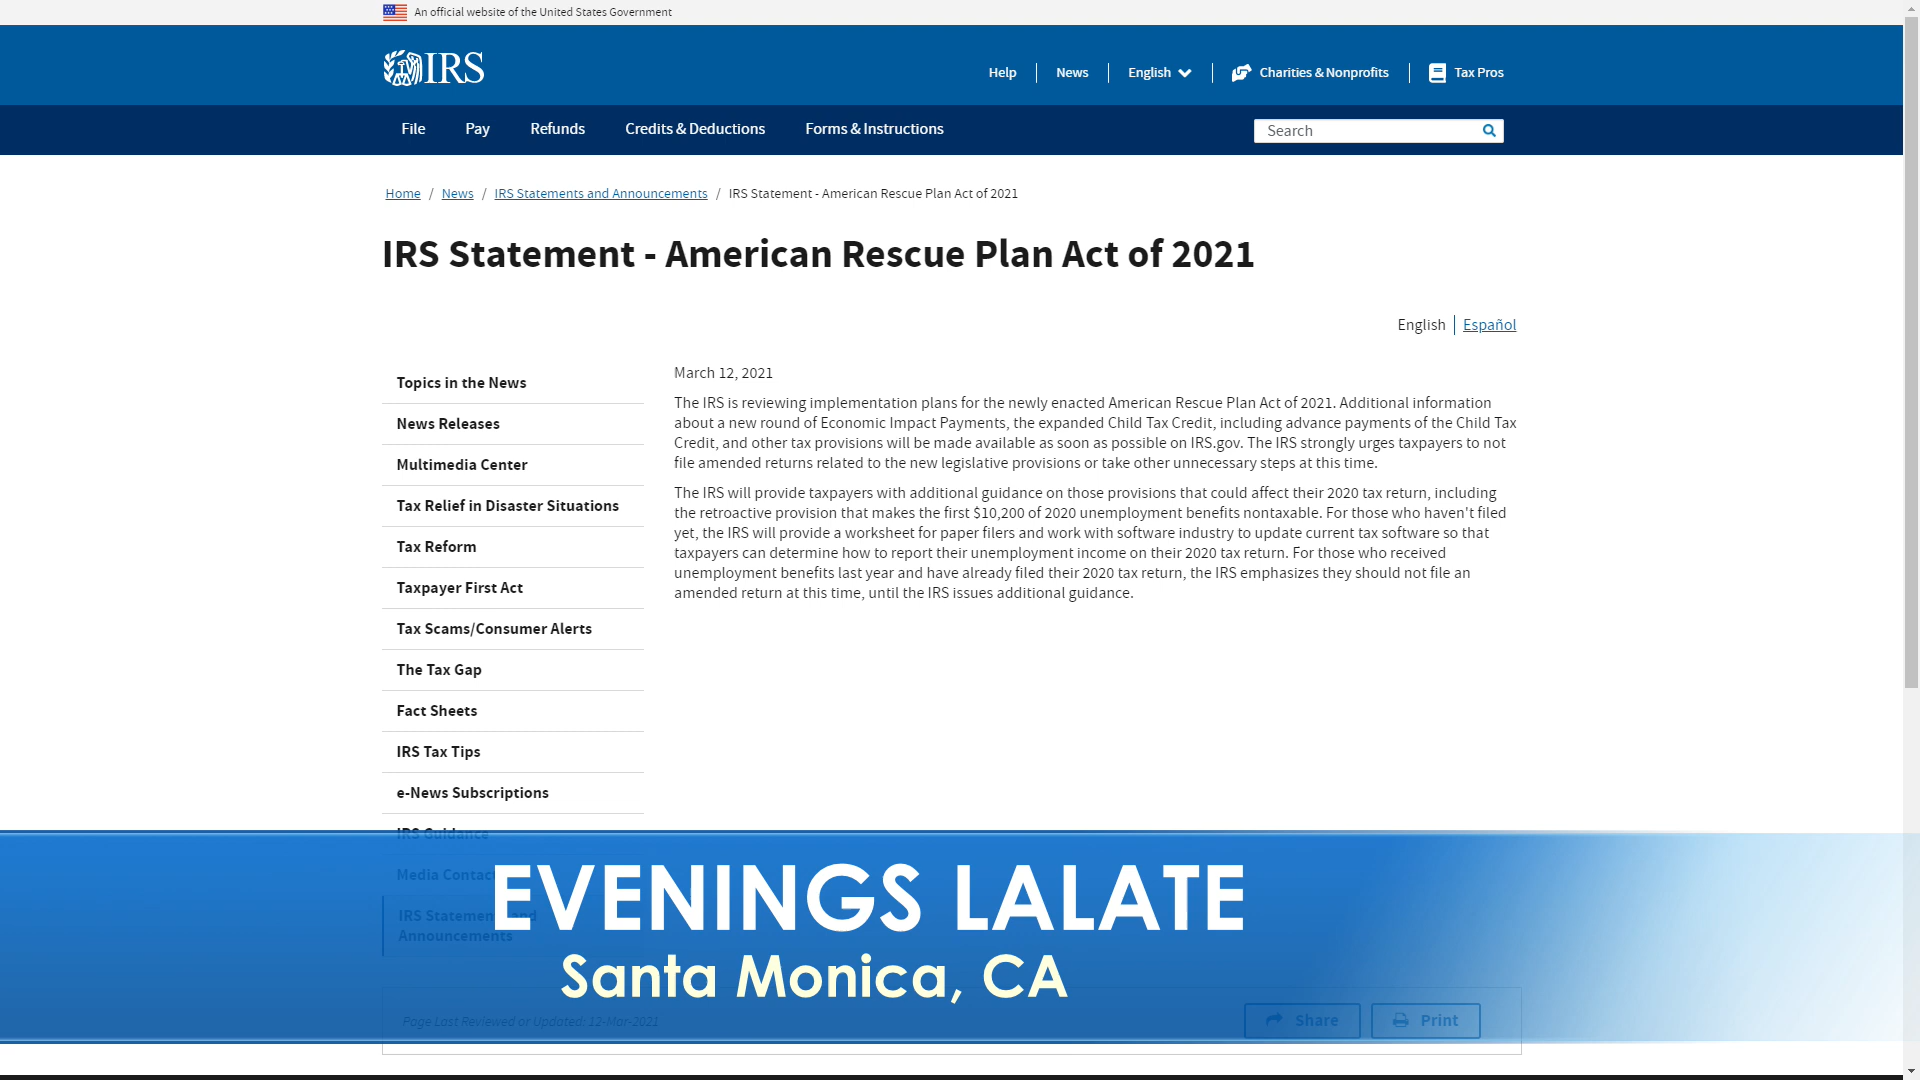 An official website of the United States Government
IRS
Help
News
English
Charities & Nonprofits
Tax Pros
File
Pay
Refunds
Credits & Deductions
Forms & Instructions
Search
Home / News / IRS Statements and Announcements / IRS Statement - American Rescue Plan Act of 2021
IRS Statement - American Rescue Plan Act of 2021
English
Español
Topics in the News
News Releases
Multimedia Center
Tax Relief in Disaster Situations
Tax Reform
Taxpayer First Act
Tax Scams/Consumer Alerts
The Tax Gap
Fact Sheets
IRS Tax Tips
e-News Subscriptions
IRS Guidance
Media Contac
IRS Statemen and
Announcements
March 12, 2021
The IRS is reviewing implementation plans for the newly enacted American Rescue Plan Act of 2021. Additional information
about a new round of Economic Impact Payments, the expanded Child Tax Credit, including advance payments of the Child Tax
Credit, and other tax provisions will be made available as soon as possible on IRS.gov. The IRS strongly urges taxpayers to not
file amended returns related to the new legislative provisions or take other unnecessary steps at this time.
The IRS will provide taxpayers with additional guidance on those provisions that could affect their 2020 tax return, including
the retroactive provision that makes the first $10,200 of 2020 unemployment benefits nontaxable. For those who haven't filed
yet, the IRS will provide a worksheet for paper filers and work with software industry to update current tax software so that
taxpayers can determine how to report their unemployment income on their 2020 tax return. For those who received
unemployment benefits last year and have already filed their 2020 tax return, the IRS emphasizes they should not file an
amended return at this time, until the IRS issues additional guidance.
EVENINGS LALATE
Santa Monica, CA
Page Last Reviewed or Updated: 12-Mar-2021
Share
Print